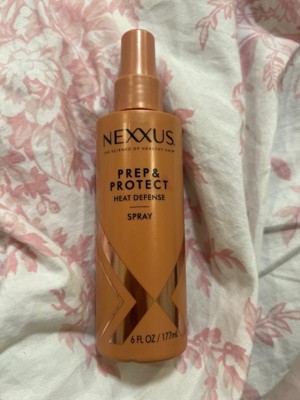 NEXXUS
THE SCIENCE OF HEALTHY HAIR
PREP &
PROTECT
HEAT DEFENSE
SPRAY
6 FL OZ / 177mL